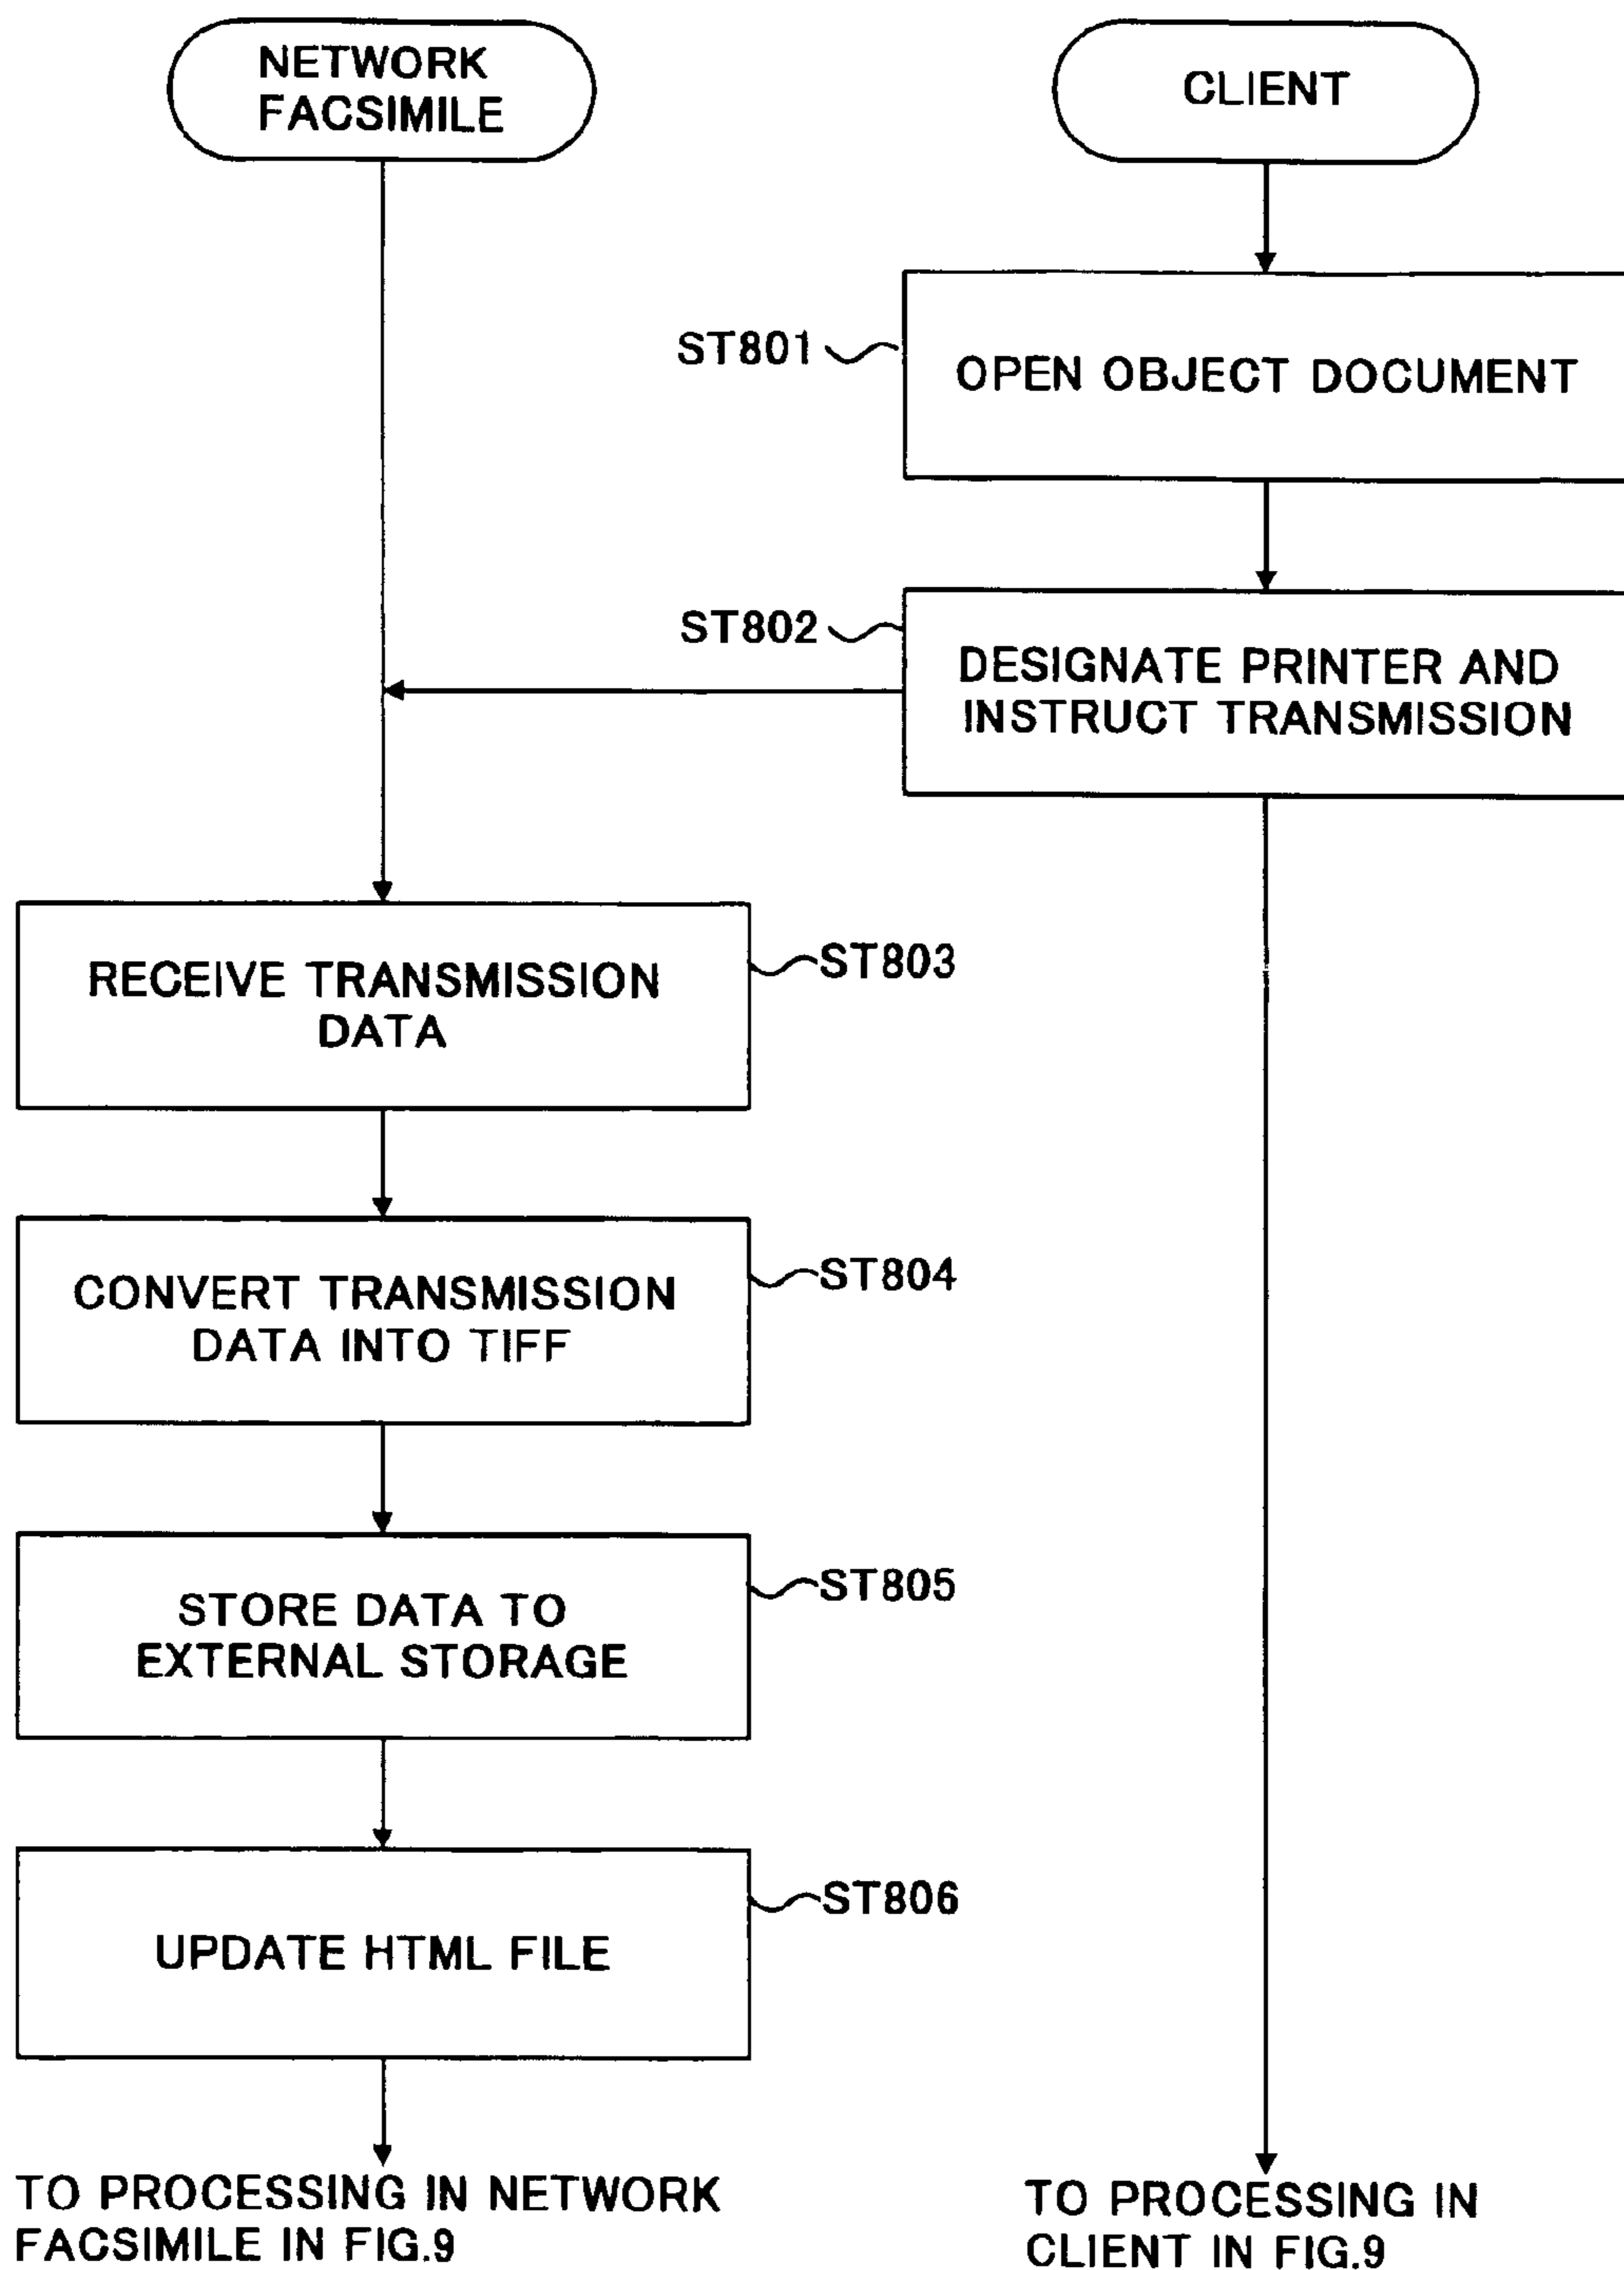 NETWORK
FACSIMILE
CLIENT
ST801
OPEN OBJECT DOCUMENT
ST802
DESIGNATE PRINTER AND
INSTRUCT TRANSMISSION
RECEIVE TRANSMISSION
DATA
ST803
CONVERT TRANSMISSION
DATA INTO TIFF
ST804
STORE DATA TO
EXTERNAL STORAGE
ST805
UPDATE HTML FILE
ST806
TO PROCESSING IN NETWORK
FACSIMILE IN FIG.9
TO PROCESSING IN
CLIENT IN FIG.9